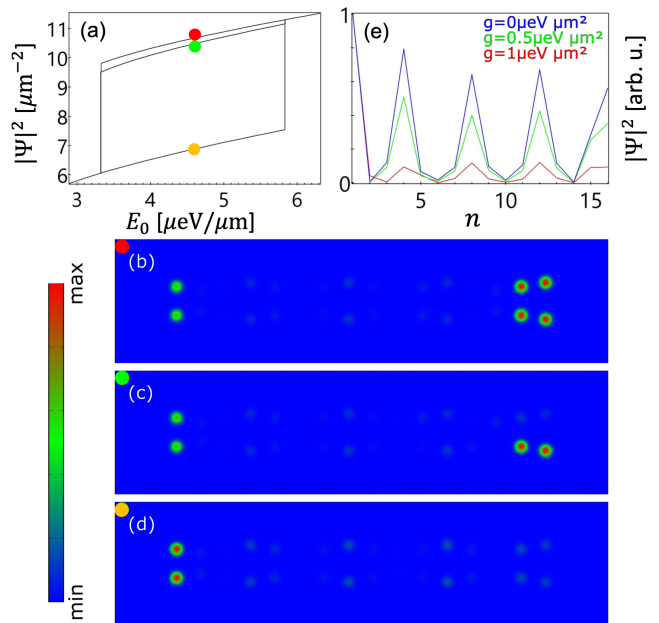 (a)
|Ψ|² [μm⁻²]
11
10
9
8
7
6
3
4
5
6
E₀ [μeV/μm]
(e)
g=0μeV μm²
g=0.5μeV μm²
g=1μeV μm²
|Ψ|² [arb. u.]
1
0
5
10
15
n
max
min
(b)
(c)
(d)